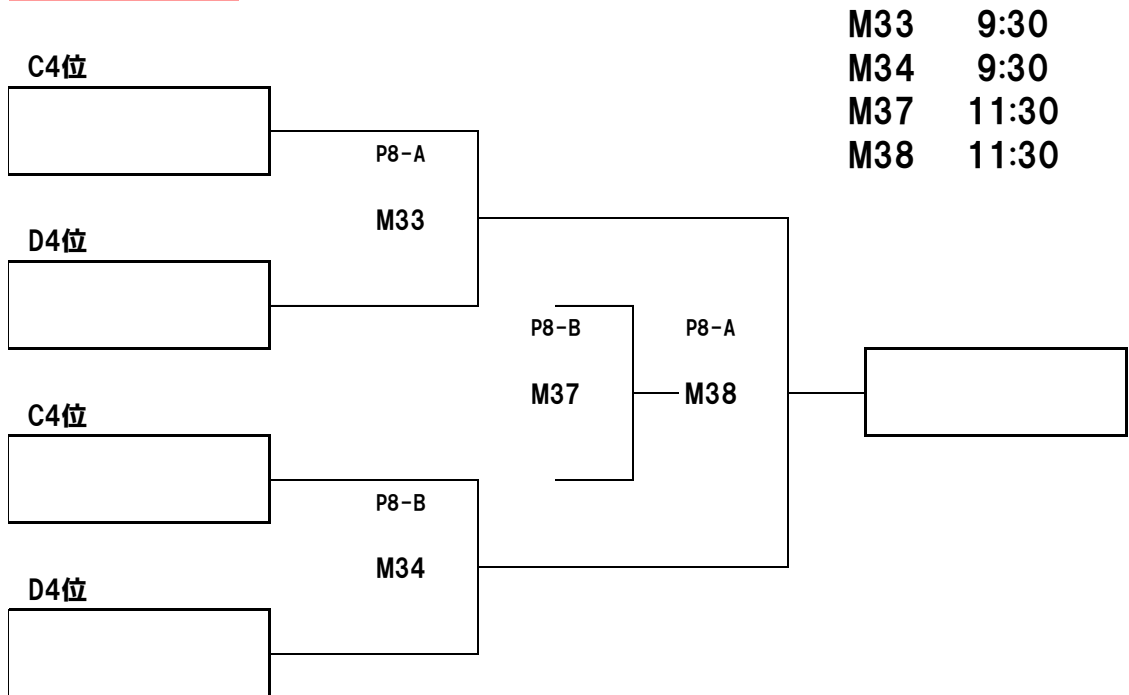 M33 9:30
M34 9:30
M37 11:30
M38 11:30
C4位
P8-A
M33
D4位
P8-B P8-A
M37 M38
C4位
P8-B
M34
D4位